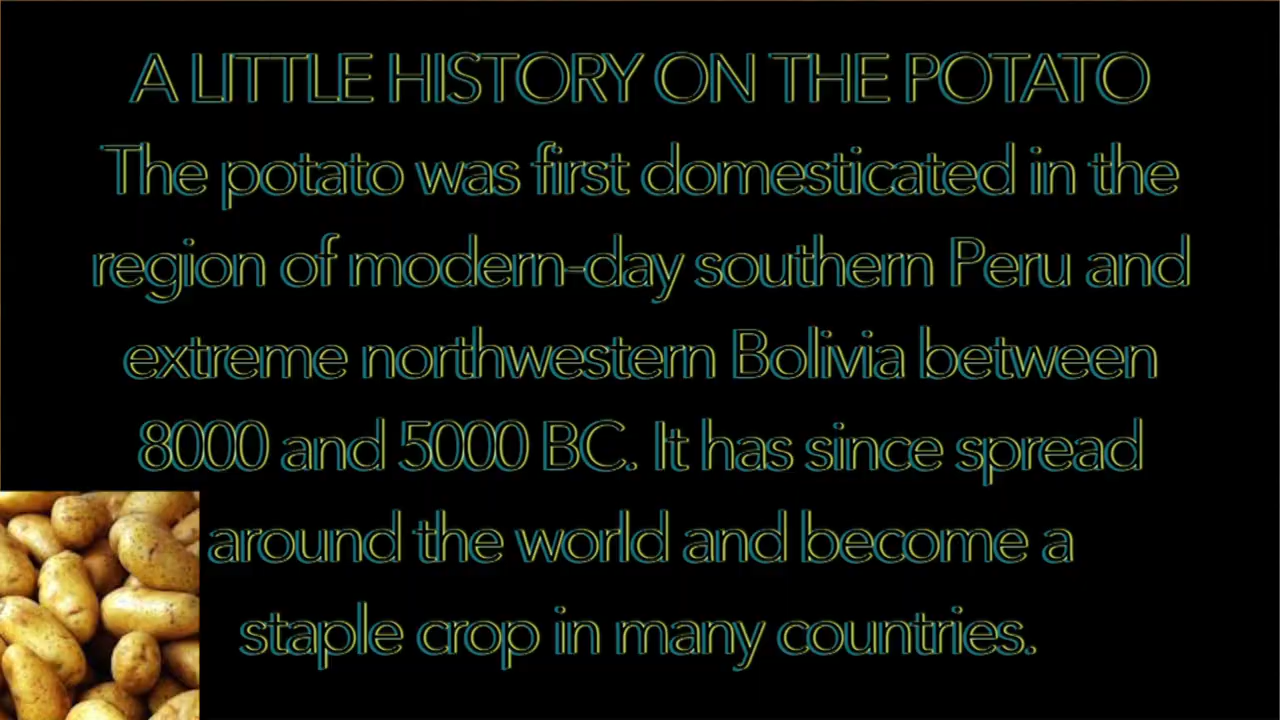 A LITTLE HISTORY ON THE POTATO
The potato was first domesticated in the
region of modern-day southern Peru and
extreme northwestern Bolivia between
8000 and 5000 BC. It has since spread
around the world and become a
staple crop in many countries.